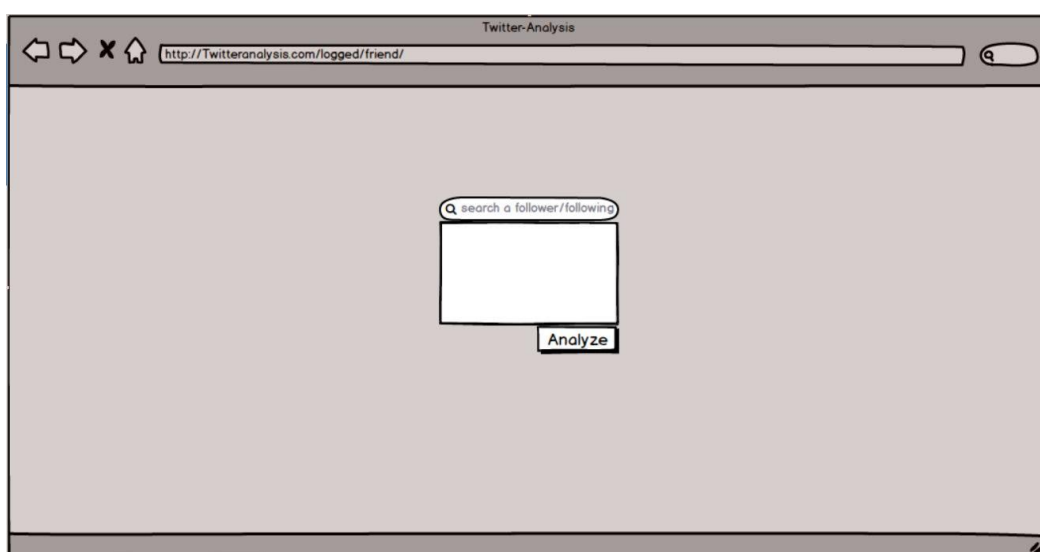 Twitter-Analysis
http://Twitteranalysis.com/logged/friend/
search a follower/following
Analyze